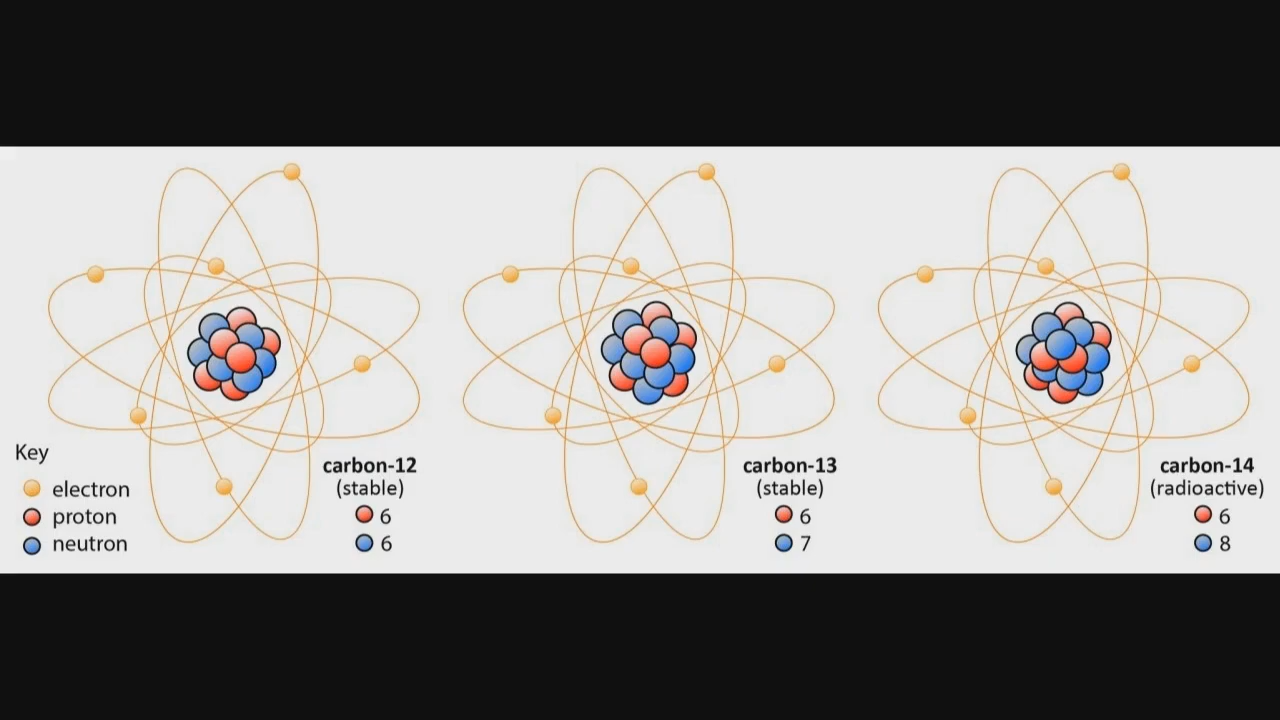 Key
electron
proton
neutron
carbon-12
(stable)
6
6
carbon-13
(stable)
6
7
carbon-14
(radioactive)
6
8